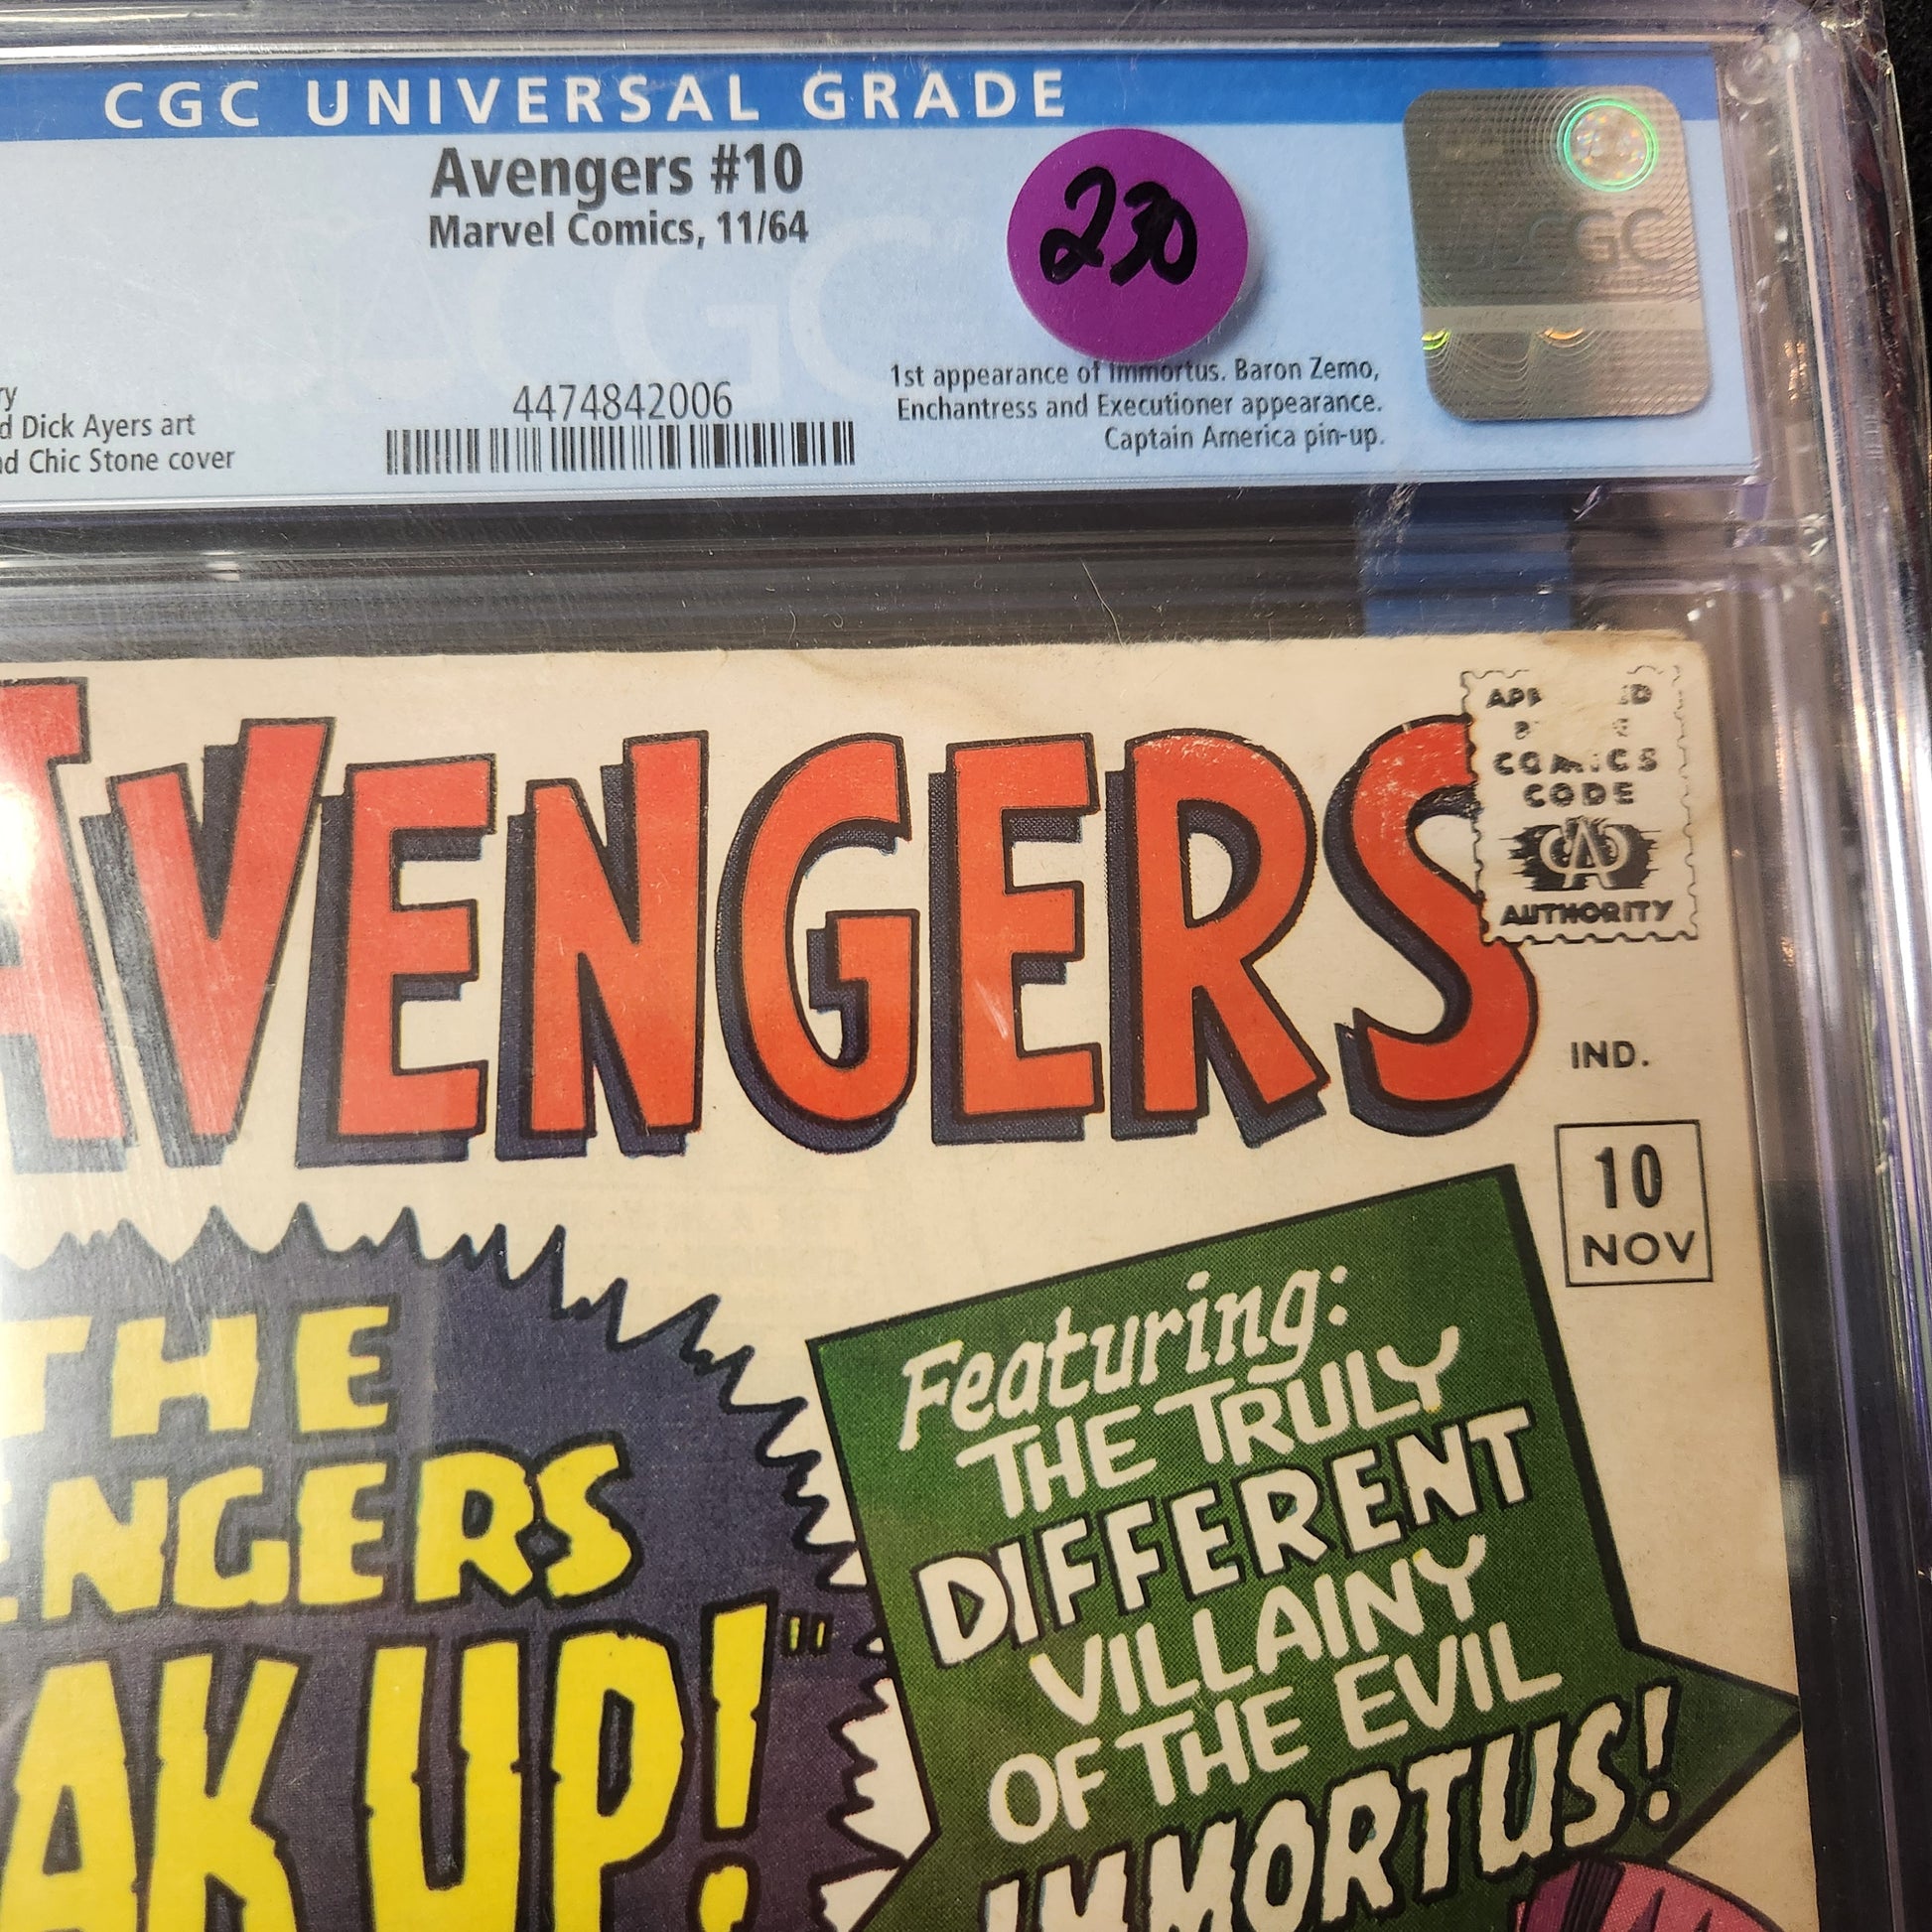 CGC UNIVERSAL GRADE
Avengers #10
Marvel Comics, 11/64
230
ry
d Dick Ayers art
nd Chic Stone cover
4474842006
1st appearance of Immortus. Baron Zemo,
Enchantress and Executioner appearance.
Captain America pin-up.
CGC
AVENGERS
COMICS
CODE
AUTHORITY
IND.
10
NOV
THE
ENGERS
AK UP!"
Featuring:
THE TRULY
DIFFERENT
VILLAINY
OF THE EVIL
IMMORTUS!